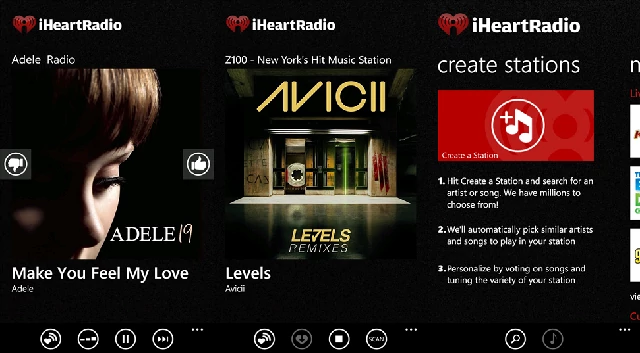 iHeartRadio
Adele Radio
ADELE 19
Make You Feel My Love
Adele
iHeartRadio
Z100 - New York's Hit Music Station
AVICII
LE7ELS
REMIXES
Levels
Avicii
SCAN
iHeartRadio
create stations
Create a Station
1. Hit Create a Station and search for an
artist or song. We have millions to
choose from!
2. We'll automatically pick similar artists
and songs to play in your station
3. Personalize by voting on songs and
tuning the variety of your station